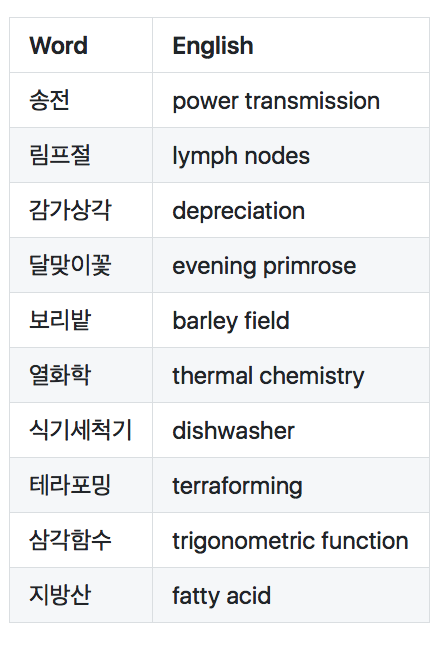 Word English
송전 power transmission
림프절 lymph nodes
감가상각 depreciation
달맞이꽃 evening primrose
보리밭 barley field
열화학 thermal chemistry
식기세척기 dishwasher
테라포밍 terraforming
삼각함수 trigonometric function
지방산 fatty acid